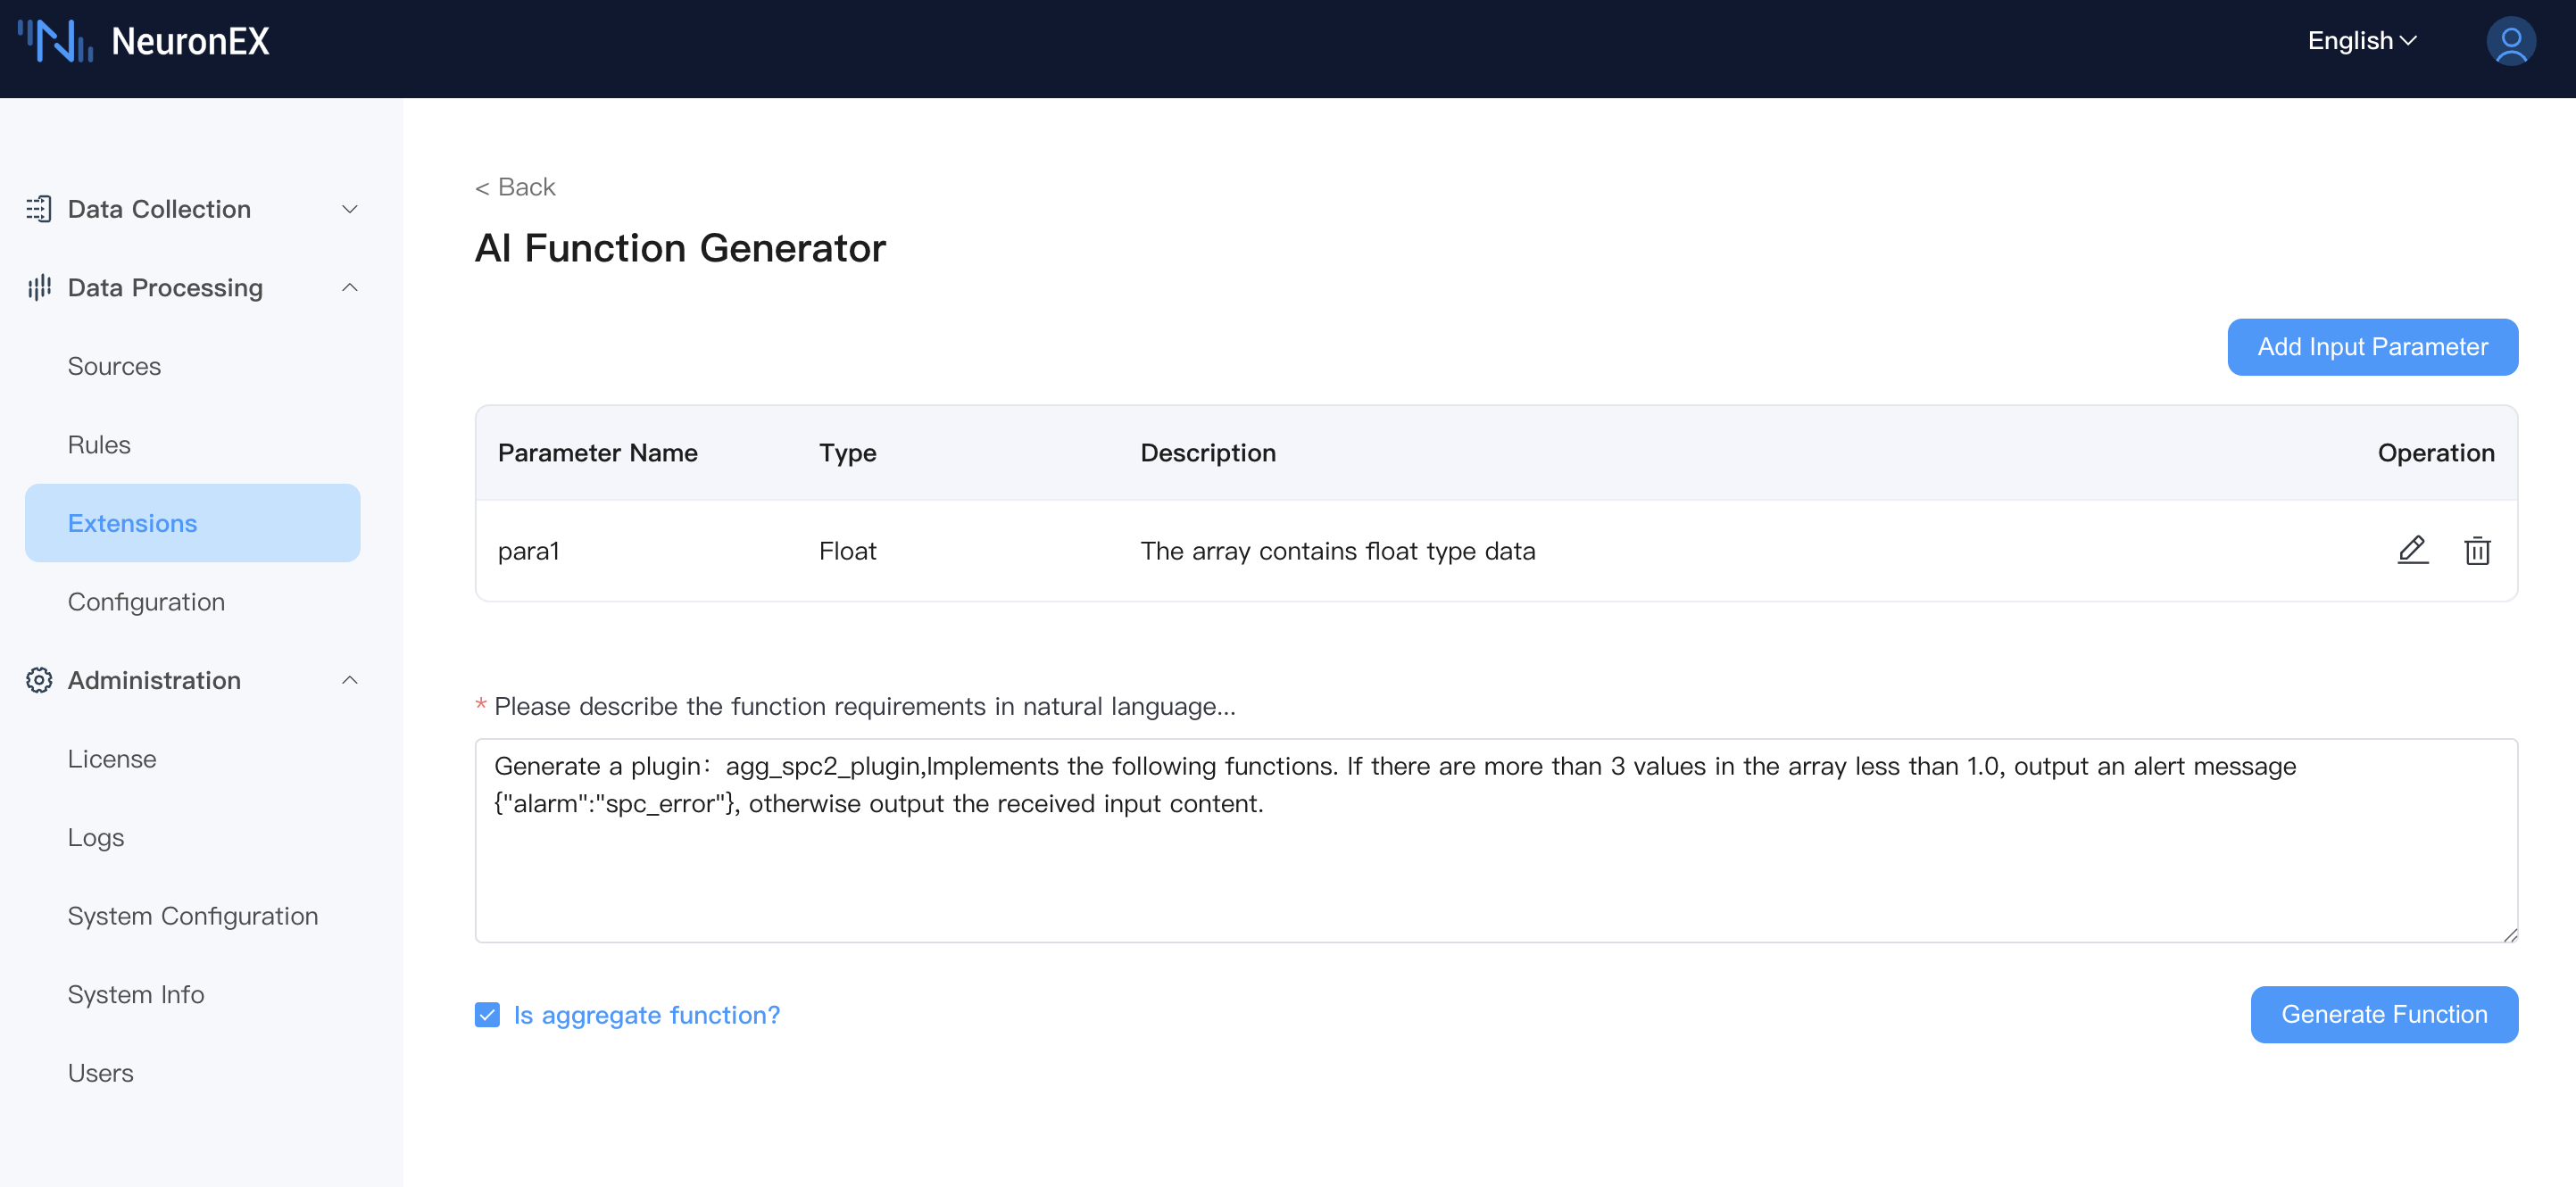 NeuronEX
English
Data Collection
Data Processing
Sources
Rules
Extensions
Configuration
Administration
License
Logs
System Configuration
System Info
Users
< Back
AI Function Generator
Add Input Parameter
Parameter Name Type Description Operation
para1 Float The array contains float type data
* Please describe the function requirements in natural language...
Generate a plugin：agg_spc2_plugin,Implements the following functions. If there are more than 3 values in the array less than 1.0, output an alert message
{"alarm":"spc_error"}, otherwise output the received input content.
Is aggregate function?
Generate Function